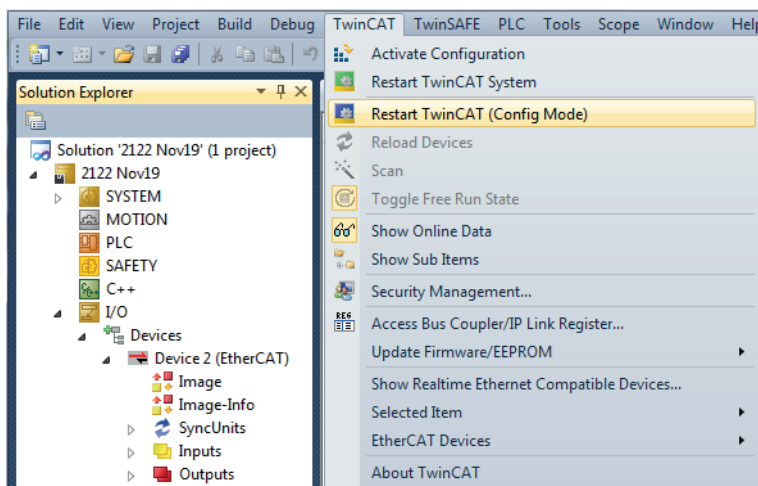 File Edit View Project Build Debug TwinCAT TwinSAFE PLC Tools Scope Window Help
Solution Explorer
Solution '2122 Nov19' (1 project)
2122 Nov19
SYSTEM
MOTION
PLC
SAFETY
C++
I/O
Devices
Device 2 (EtherCAT)
Image
Image-Info
SyncUnits
Inputs
Outputs
Activate Configuration
Restart TwinCAT System
Restart TwinCAT (Config Mode)
Reload Devices
Scan
Toggle Free Run State
Show Online Data
Show Sub Items
Security Management...
REG
Access Bus Coupler/IP Link Register...
Update Firmware/EEPROM
Show Realtime Ethernet Compatible Devices...
Selected Item
EtherCAT Devices
About TwinCAT